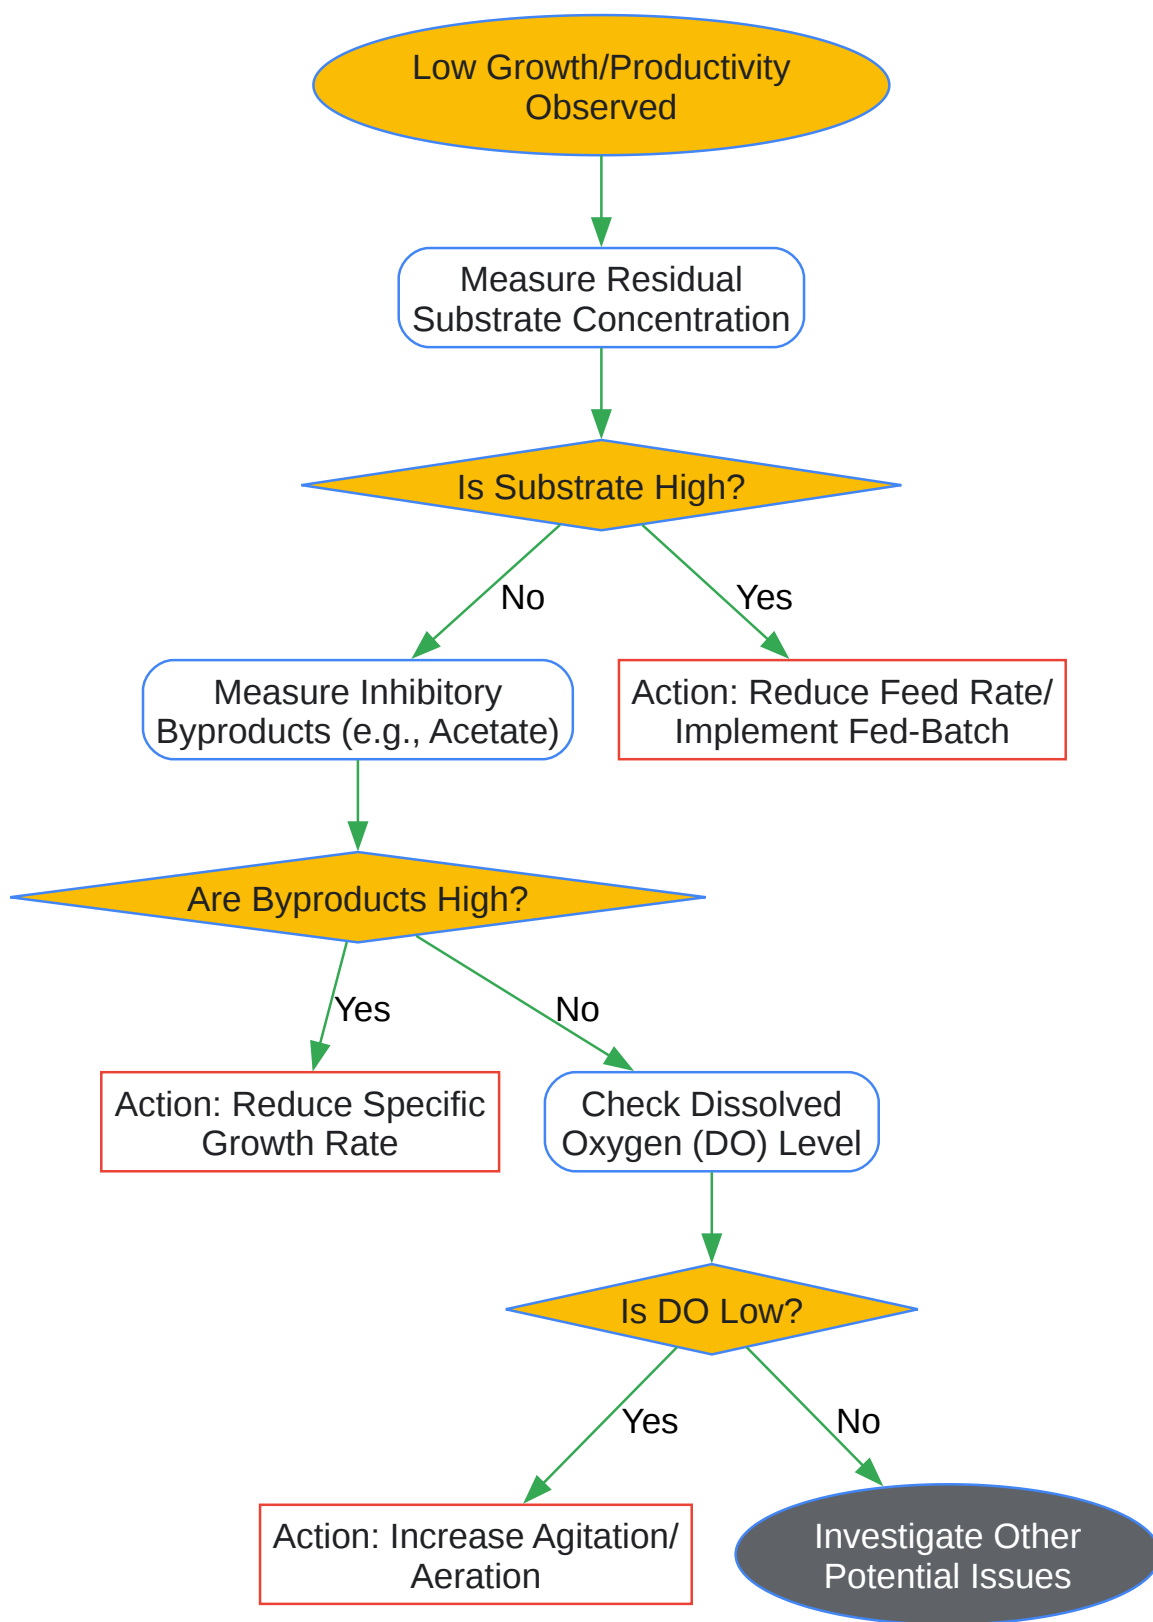 Low Growth/Productivity
Observed
Measure Residual
Substrate Concentration
Is Substrate High?
No
Yes
Measure Inhibitory
Byproducts (e.g., Acetate)
Action: Reduce Feed Rate/
Implement Fed-Batch
Are Byproducts High?
Yes
No
Action: Reduce Specific
Growth Rate
Check Dissolved
Oxygen (DO) Level
Is DO Low?
Yes
No
Action: Increase Agitation/
Aeration
Investigate Other
Potential Issues